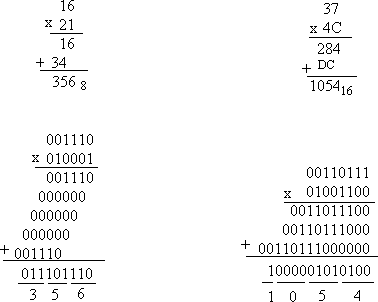 16
x 21
16
+ 34
356 8
37
x 4C
284
+ DC
1054 16
001110
x 010001
001110
000000
000000
000000
+ 001110
011101110
3 5 6
00110111
x 01001100
0011011100
00110111000
+ 00110111000000
1000001010100
1 0 5 4